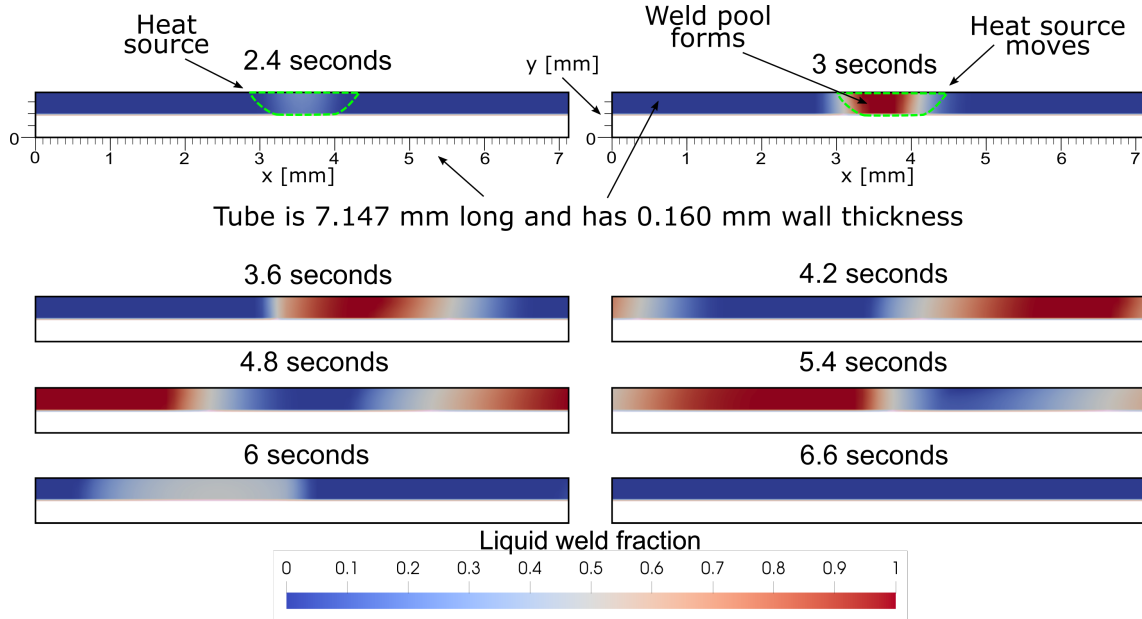 Heat
source
2.4 seconds
Weld pool
forms
Heat source
moves
y [mm]
3 seconds
0
0 1 2 3 4 5 6 7
x [mm]
0 1 2 3 4 5 6 7
x [mm]
Tube is 7.147 mm long and has 0.160 mm wall thickness
3.6 seconds
4.2 seconds
4.8 seconds
5.4 seconds
6 seconds
6.6 seconds
Liquid weld fraction
0 0.1 0.2 0.3 0.4 0.5 0.6 0.7 0.8 0.9 1